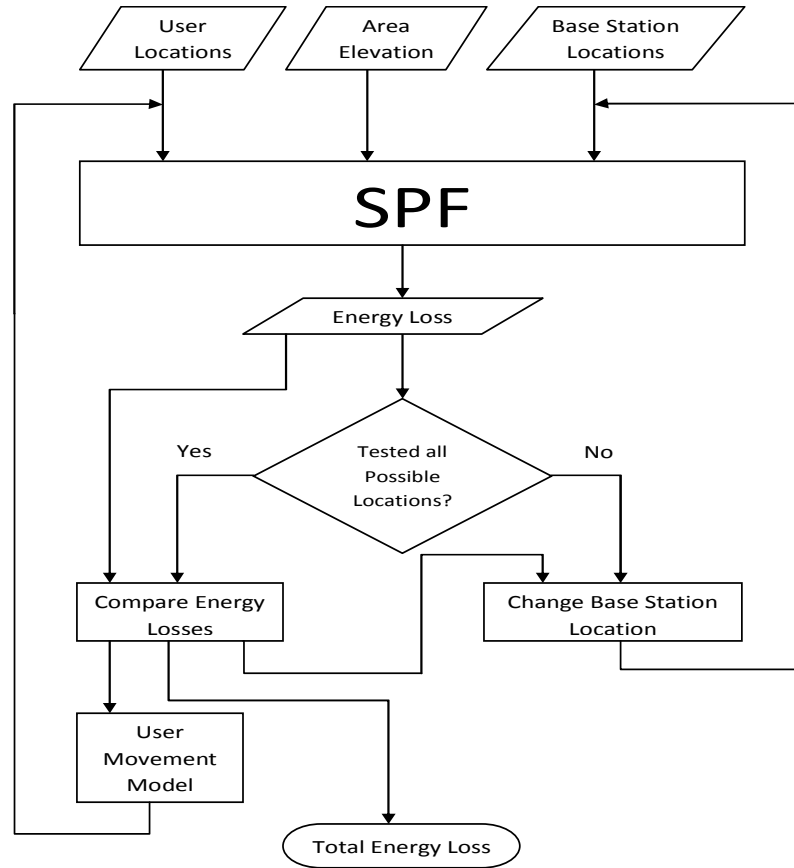 User
Locations
Area
Elevation
Base Station
Locations
SPF
Energy Loss
Yes
Tested all
Possible
Locations?
No
Compare Energy
Losses
Change Base Station
Location
User
Movement
Model
Total Energy Loss